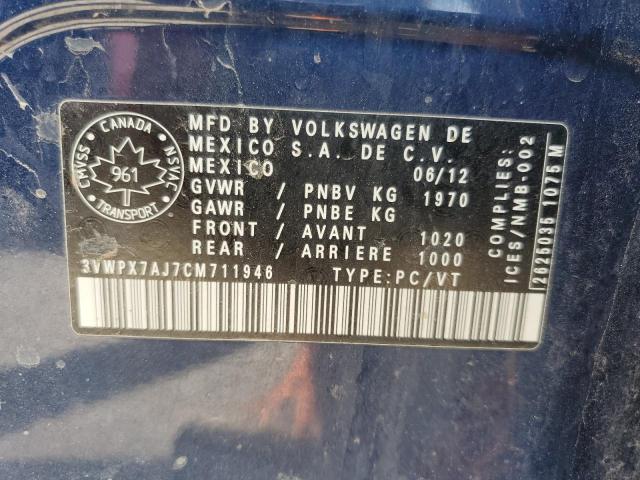 MFD BY VOLKSWAGEN DE
MEXICO S.A. DE C.V.
MEXICO 06/12
GVWR / PNBV KG 1970
GAWR / PNBE KG
FRONT / AVANT 1020
REAR / ARRIERE 1000
3VWPX7AJ7CM711946 TYPE:PC/VT
CANADA
CMVSS
NSVAC
961
TRANSPORT
COMPLIES:
ICES/NMB-002
2625035 1075 M